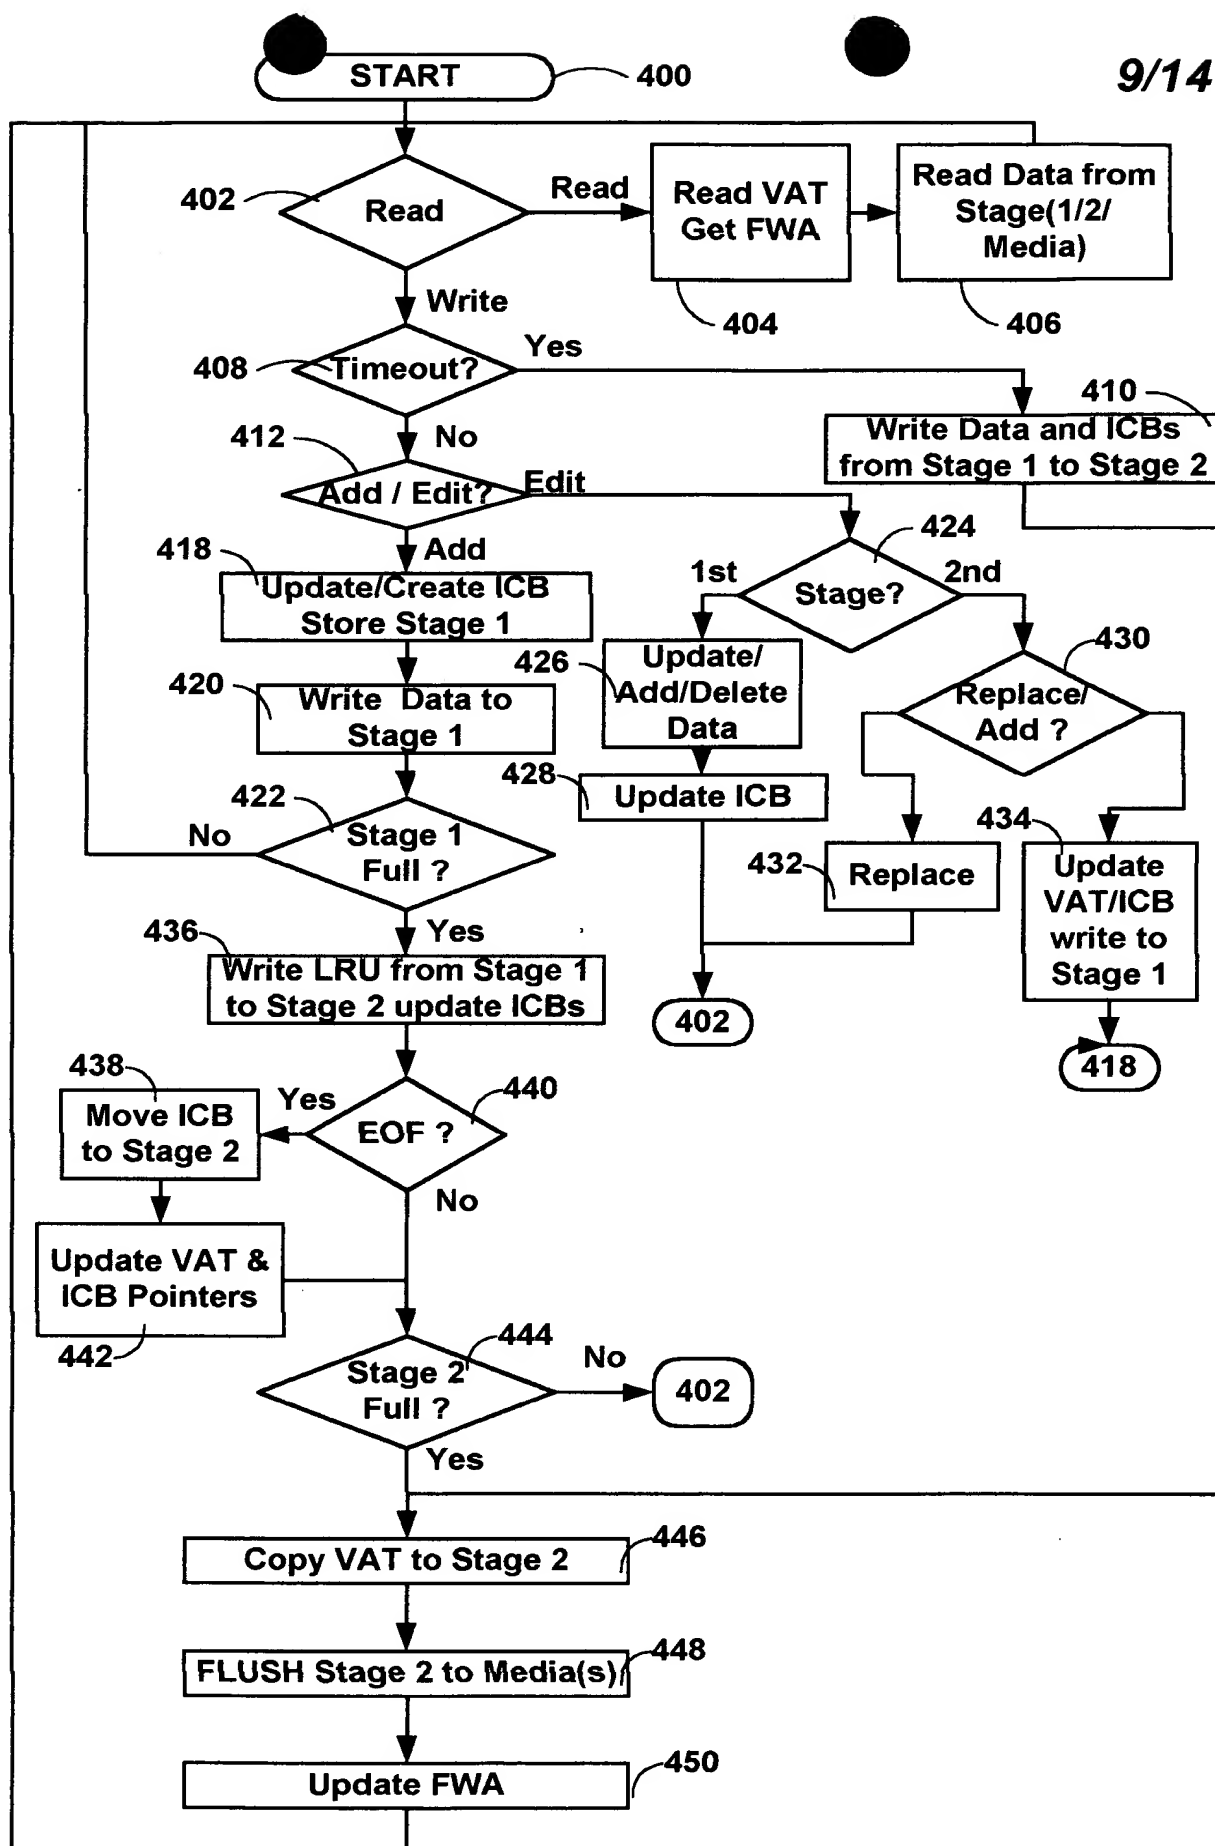 START
400
9/14
402
Read
Read
Read VAT
Get FWA
Read Data from
Stage(1/2/
Media)
Write
404
406
408
Timeout?
Yes
410
Write Data and ICBs
from Stage 1 to Stage 2
No
412
Add / Edit?
Edit
424
418
Add
1st
Stage?
2nd
Update/Create ICB
Store Stage 1
430
426
Update/
Add/Delete
Data
Replace/
Add ?
420
Write Data to
Stage 1
428
Update ICB
422
Stage 1
Full ?
No
434
Update
VAT/ICB
write to
Stage 1
432
Replace
Yes
436
Write LRU from Stage 1
to Stage 2 update ICBs
402
418
438
Move ICB
to Stage 2
Yes
EOF ?
440
No
Update VAT &
ICB Pointers
442
444
Stage 2
Full ?
No
402
Yes
Copy VAT to Stage 2
446
FLUSH Stage 2 to Media(s)
448
Update FWA
450